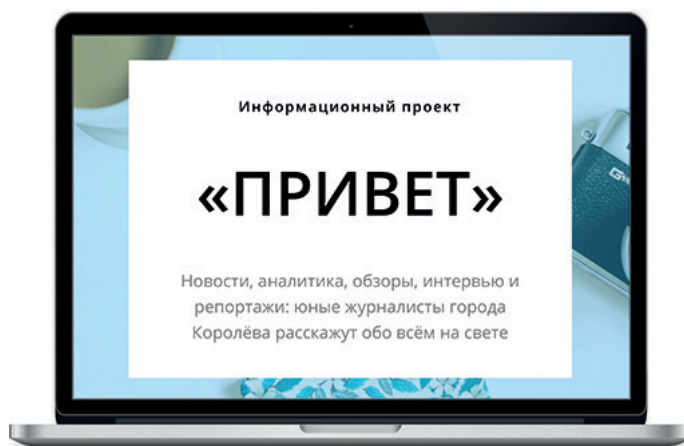 Информационный проект
«ПРИВЕТ»
Новости, аналитика, обзоры, интервью и
репортажи: юные журналисты города
Королёва расскажут обо всём на свете